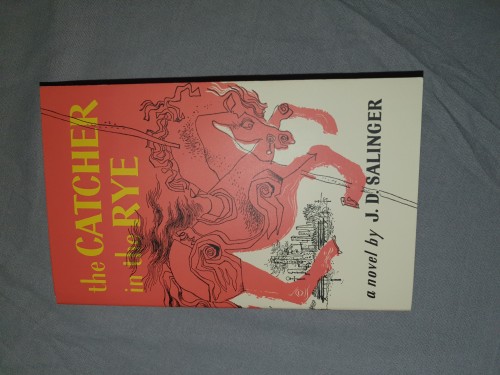 the CATCHER
in the RYE
a novel by J. D. SALINGER